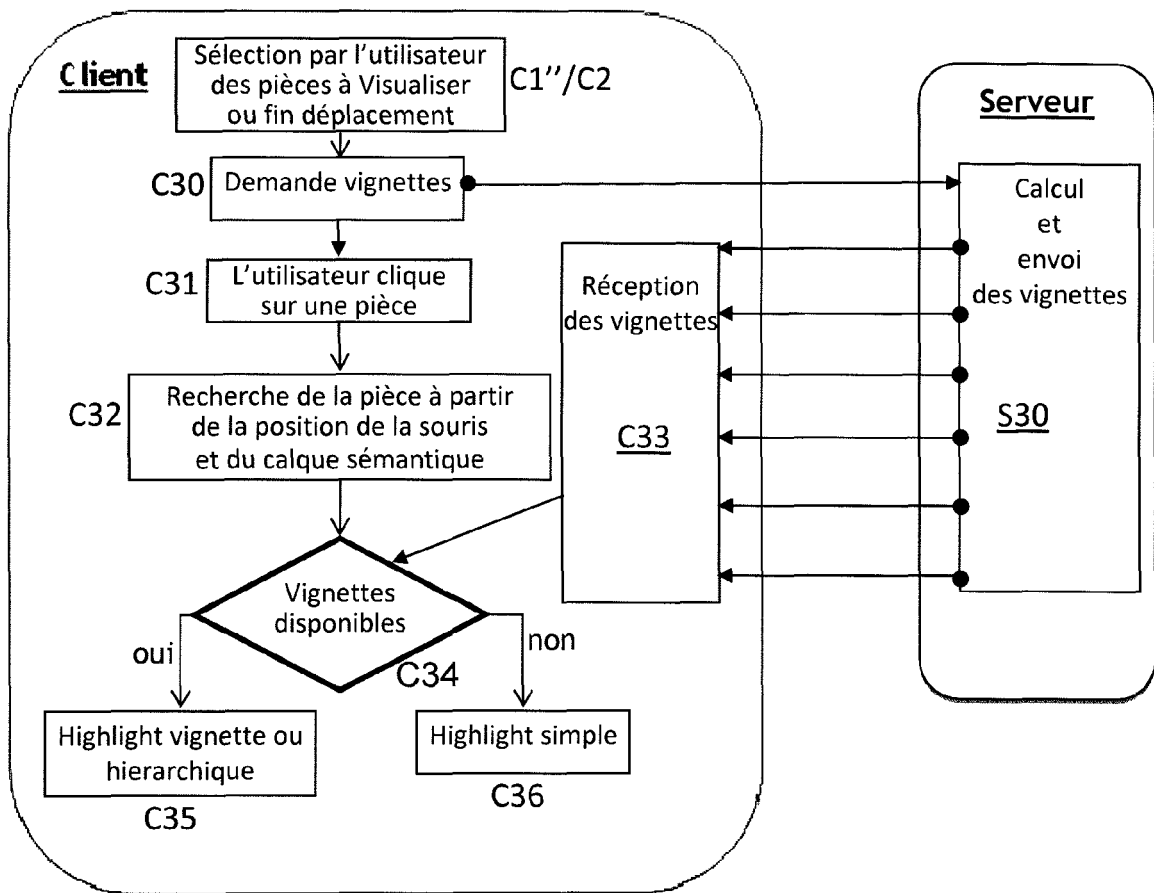 Client
Sélection par l'utilisateur
des pièces à Visualiser
ou fin déplacement
C1''/C2
C30
Demande vignettes
C31
L'utilisateur clique
sur une pièce
C32
Recherche de la pièce à partir
de la position de la souris
et du calque sémantique
Réception
des vignettes
C33
Vignettes
disponibles
C34
oui
non
Highlight vignette ou
hierarchique
C35
Highlight simple
C36
Serveur
Calcul
et
envoi
des vignettes
S30